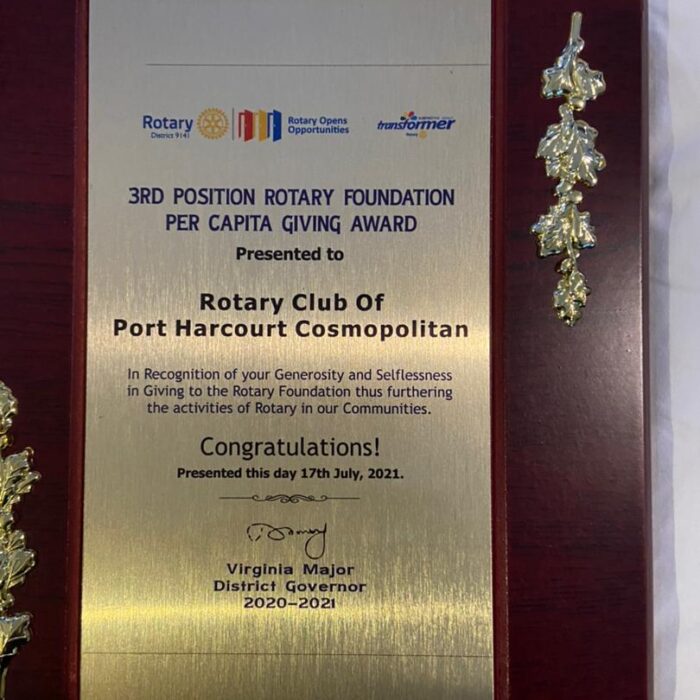 Rotary
District 9141
Rotary Opens
Opportunities
transformer
Rotary
3RD POSITION ROTARY FOUNDATION
PER CAPITA GIVING AWARD
Presented to
Rotary Club Of
Port Harcourt Cosmopolitan
In Recognition of your Generosity and Selflessness
in Giving to the Rotary Foundation thus furthering
the activities of Rotary in our Communities.
Congratulations!
Presented this day 17th July, 2021.
Virginia Major
District Governor
2020-2021